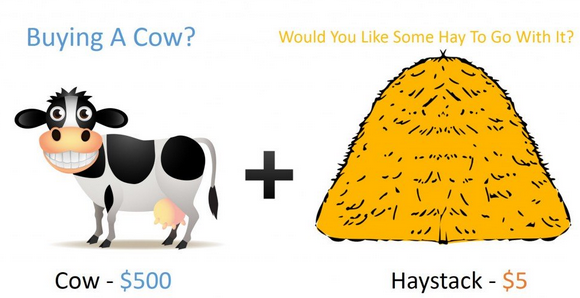 Buying A Cow?
Would You Like Some Hay To Go With It?
+
Cow - $500
Haystack - $5